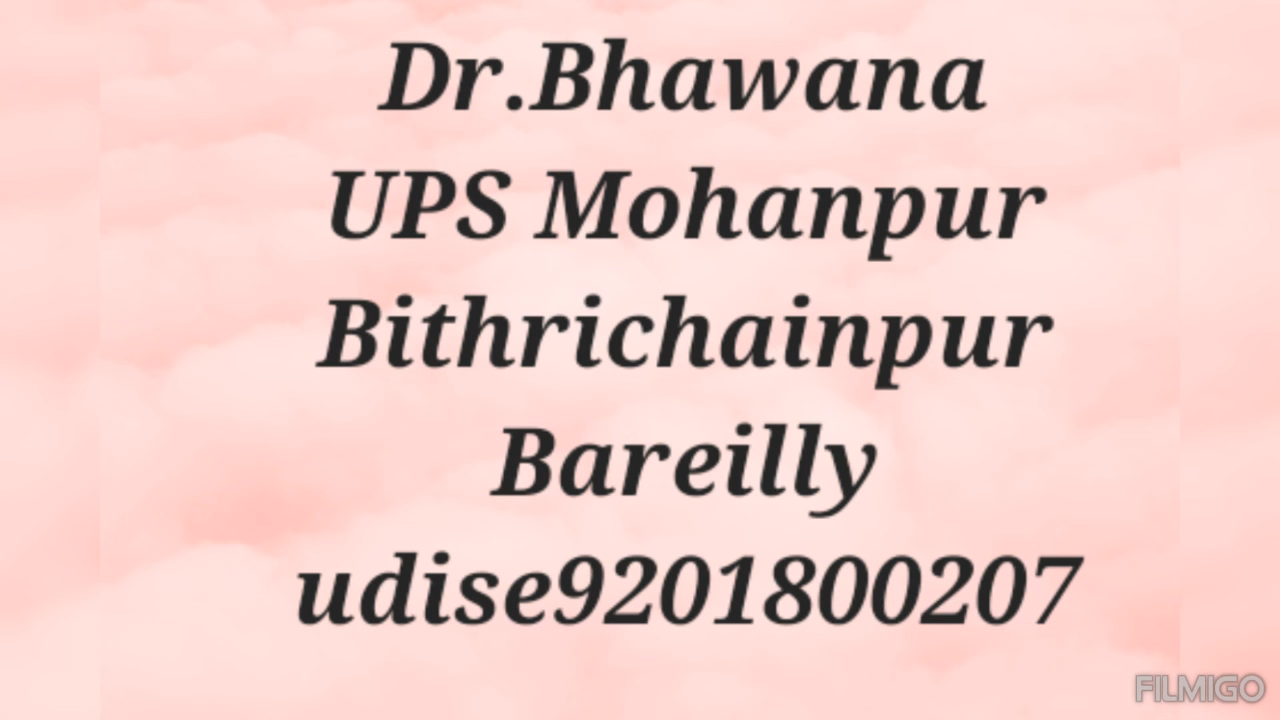 Dr.Bhawana
UPS Mohanpur
Bithrichainpur
Bareilly
udise9201800207
FILMIGO